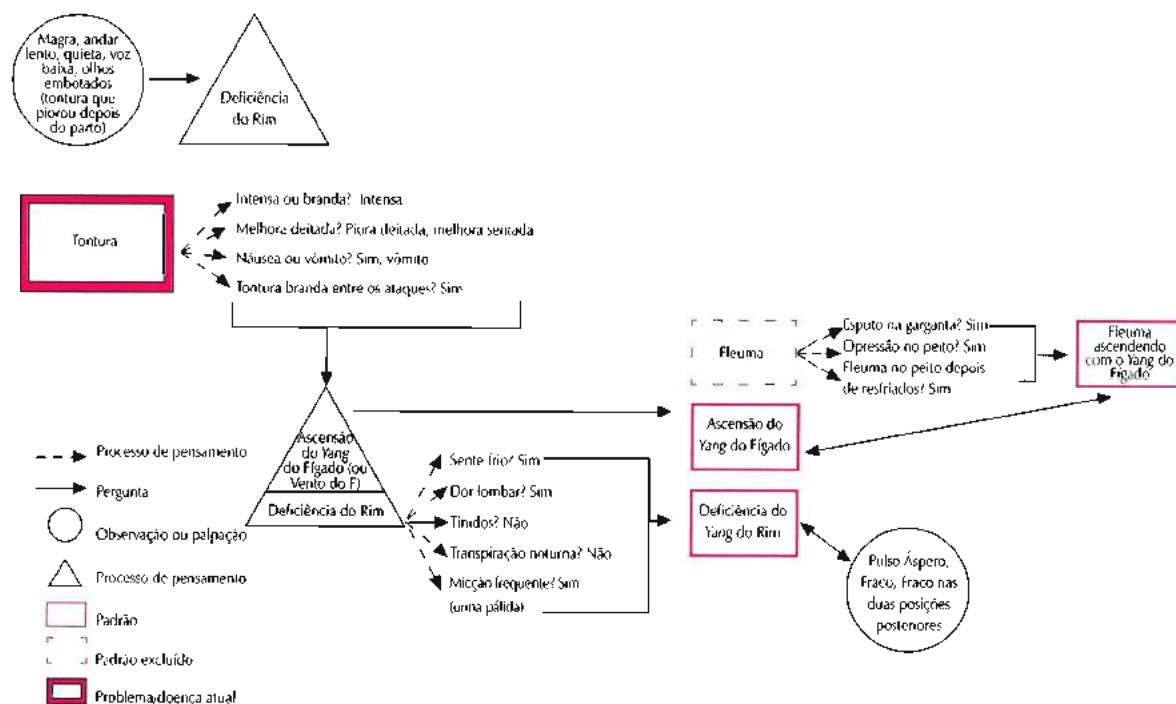 Magra, andar
lento, quieta, voz
baixa, olhos
embotados
(tontura que
piorou depois
do parto)
Deficiência
do Rim
Tontura
Intensa ou branda? Intensa
Melhora deitada? Piora deitada, melhora sentada
Náusea ou vômito? Sim, vômito
Tontura branda entre os ataques? Sim
Fleuma
Esputo na garganta? Sim
Opressão no peito? Sim
Fleuma no peito depois
de resfriados? Sim
Fleuma
ascendendo
com o Yang do
Fígado
Ascensão
do Yang
do Fígado (ou
Vento do F)
Deficiência do Rim
Ascensão do
Yang do Fígado
Sente frio? Sim
Dor lombar? Sim
Tinidos? Não
Transpiração noturna? Não
Micção frequente? Sim
(urina pálida)
Deficiência do
Yang do Rim
Pulso Áspero,
Fraco, Fraco nas
duas posições
posteriores
Processo de pensamento
Pergunta
Observação ou palpação
Processo de pensamento
Padrão
Padrão excluído
Problema/doença atual